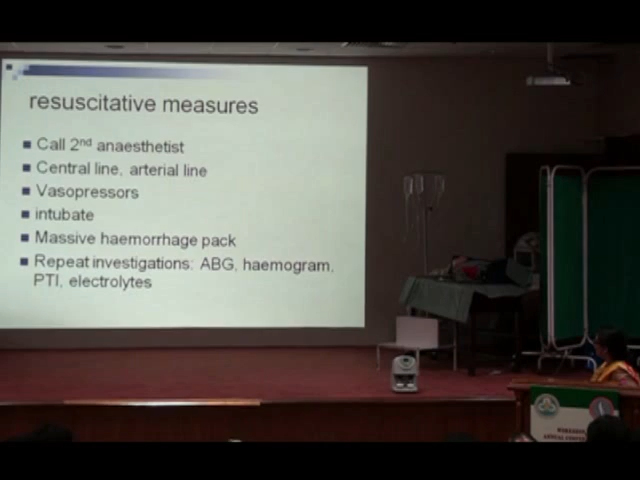 resuscitative measures
Call 2nd anaesthetist
Central line, arterial line
Vasopressors
intubate
Massive haemorrhage pack
Repeat investigations: ABG, haemogram,
PTI, electrolytes